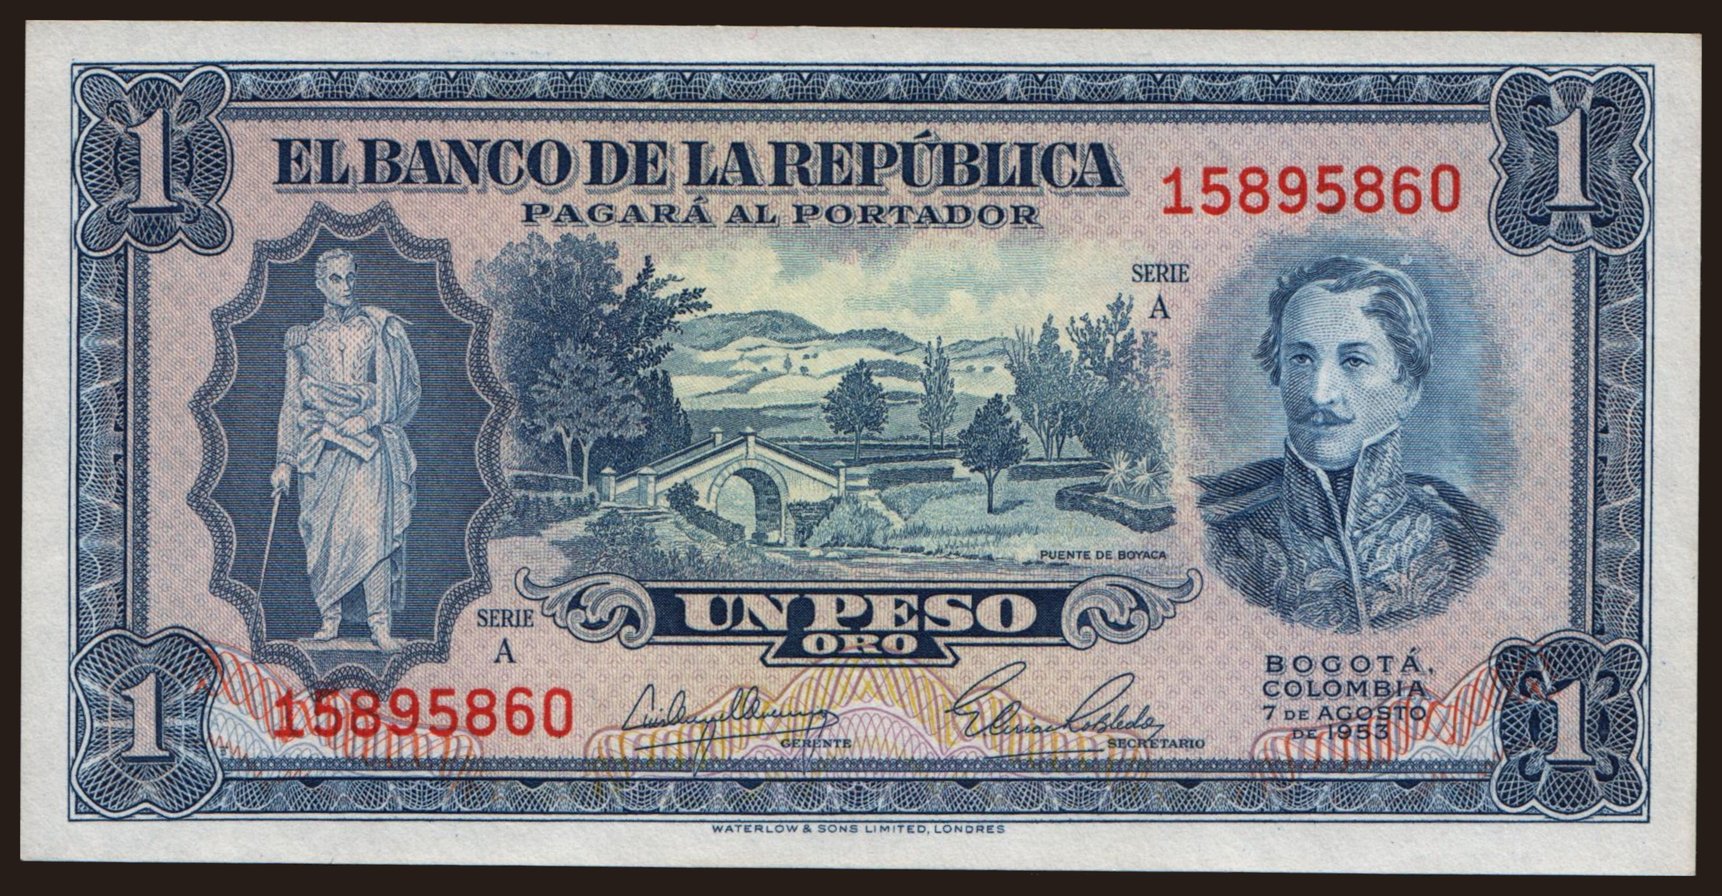 1
1
EL BANCO DE LA REPÚBLICA
PAGARÁ AL PORTADOR
15895860
SERIE
A
PUENTE DE BOYACA
UN PESO
ORO
SERIE
A
15895860
GERENTE
SECRETARIO
BOGOTÁ,
COLOMBIA
7 DE AGOSTO
DE 1953
1
1
WATERLOW & SONS LIMITED, LONDRES